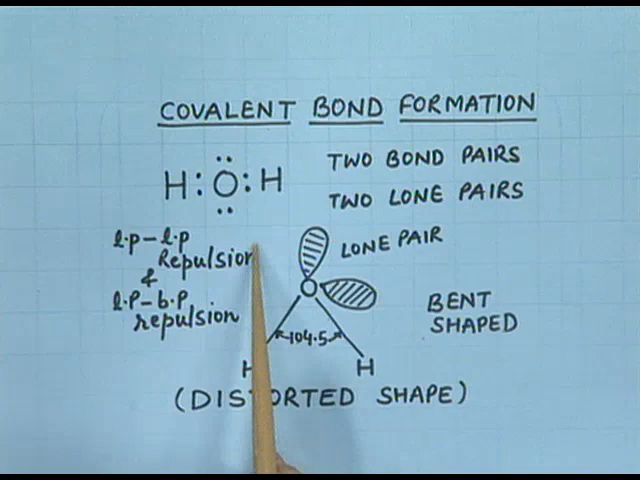 COVALENT BOND FORMATION
H : O : H
TWO BOND PAIRS
TWO LONE PAIRS
l.p - l.p
Repulsion
&
l.p - b.p
repulsion
LONE PAIR
O
BENT
SHAPED
104.5
H H
(DISTORTED SHAPE)